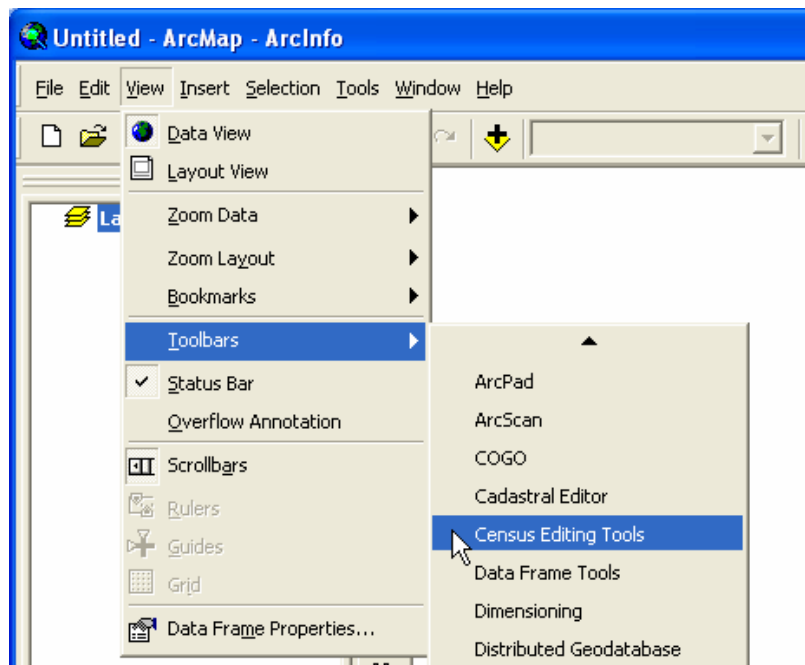 Untitled - ArcMap - ArcInfo
File Edit View Insert Selection Tools Window Help
Data View
Layout View
La
Zoom Data
Zoom Layout
Bookmarks
Toolbars
Status Bar
Overflow Annotation
Scrollbars
Rulers
Guides
Grid
Data Frame Properties...
ArcPad
ArcScan
COGO
Cadastral Editor
Census Editing Tools
Data Frame Tools
Dimensioning
Distributed Geodatabase